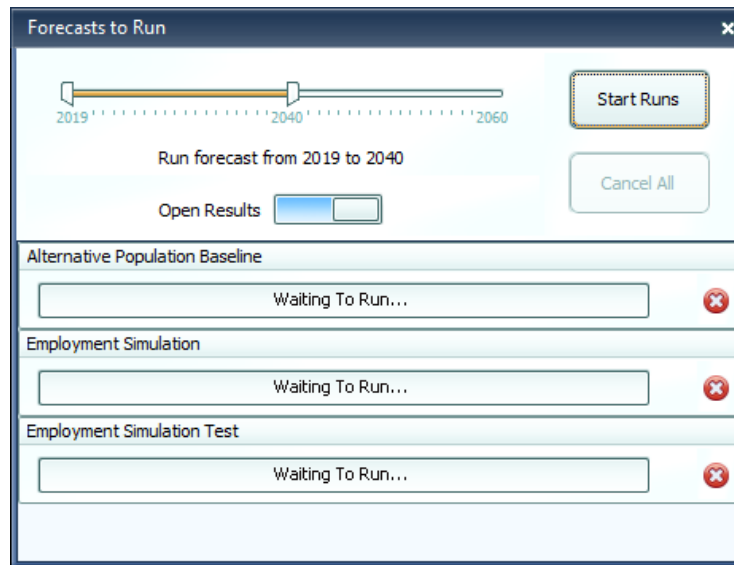 Forecasts to Run
2019 2040 2060
Start Runs
Run forecast from 2019 to 2040
Cancel All
Open Results
Alternative Population Baseline
Waiting To Run...
Employment Simulation
Waiting To Run...
Employment Simulation Test
Waiting To Run...